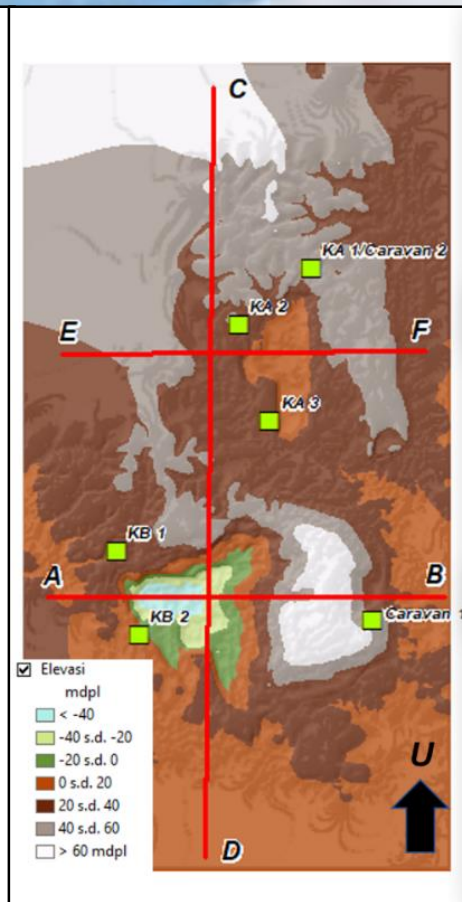 C
KA 1/Caravan 2
KA 2
E
F
KA 3
KB 1
A
B
KB 2
Caravan 1
Elevasi
mdpl
< -40
-40 s.d. -20
-20 s.d. 0
0 s.d. 20
20 s.d. 40
40 s.d. 60
> 60 mdpl
U
D